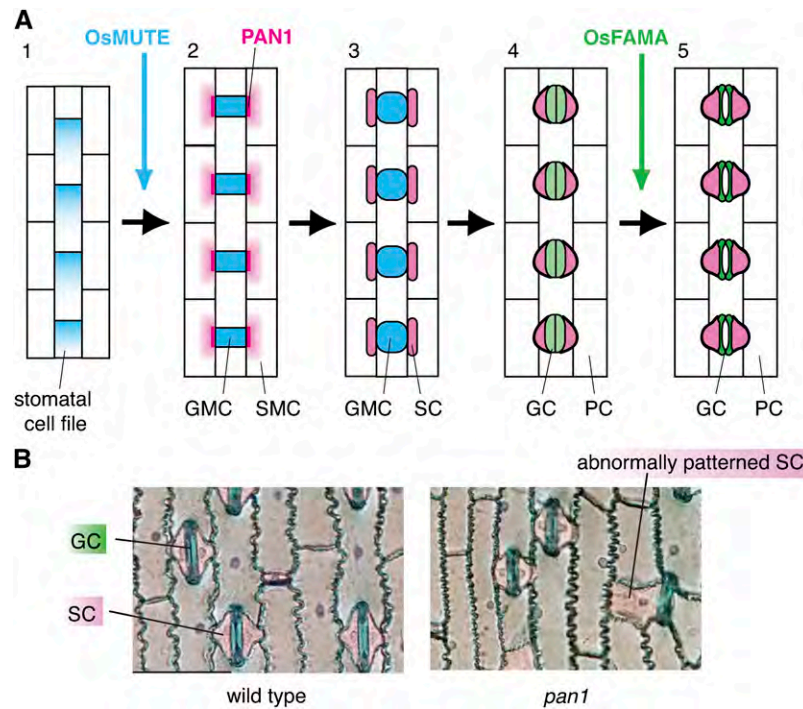 A
OsMUTE PAN1 OsFAMA
1 2 3 4 5
stomatal
cell file
GMC SMC GMC SC GC PC GC PC
B
abnormally patterned SC
GC
SC
wild type pan1